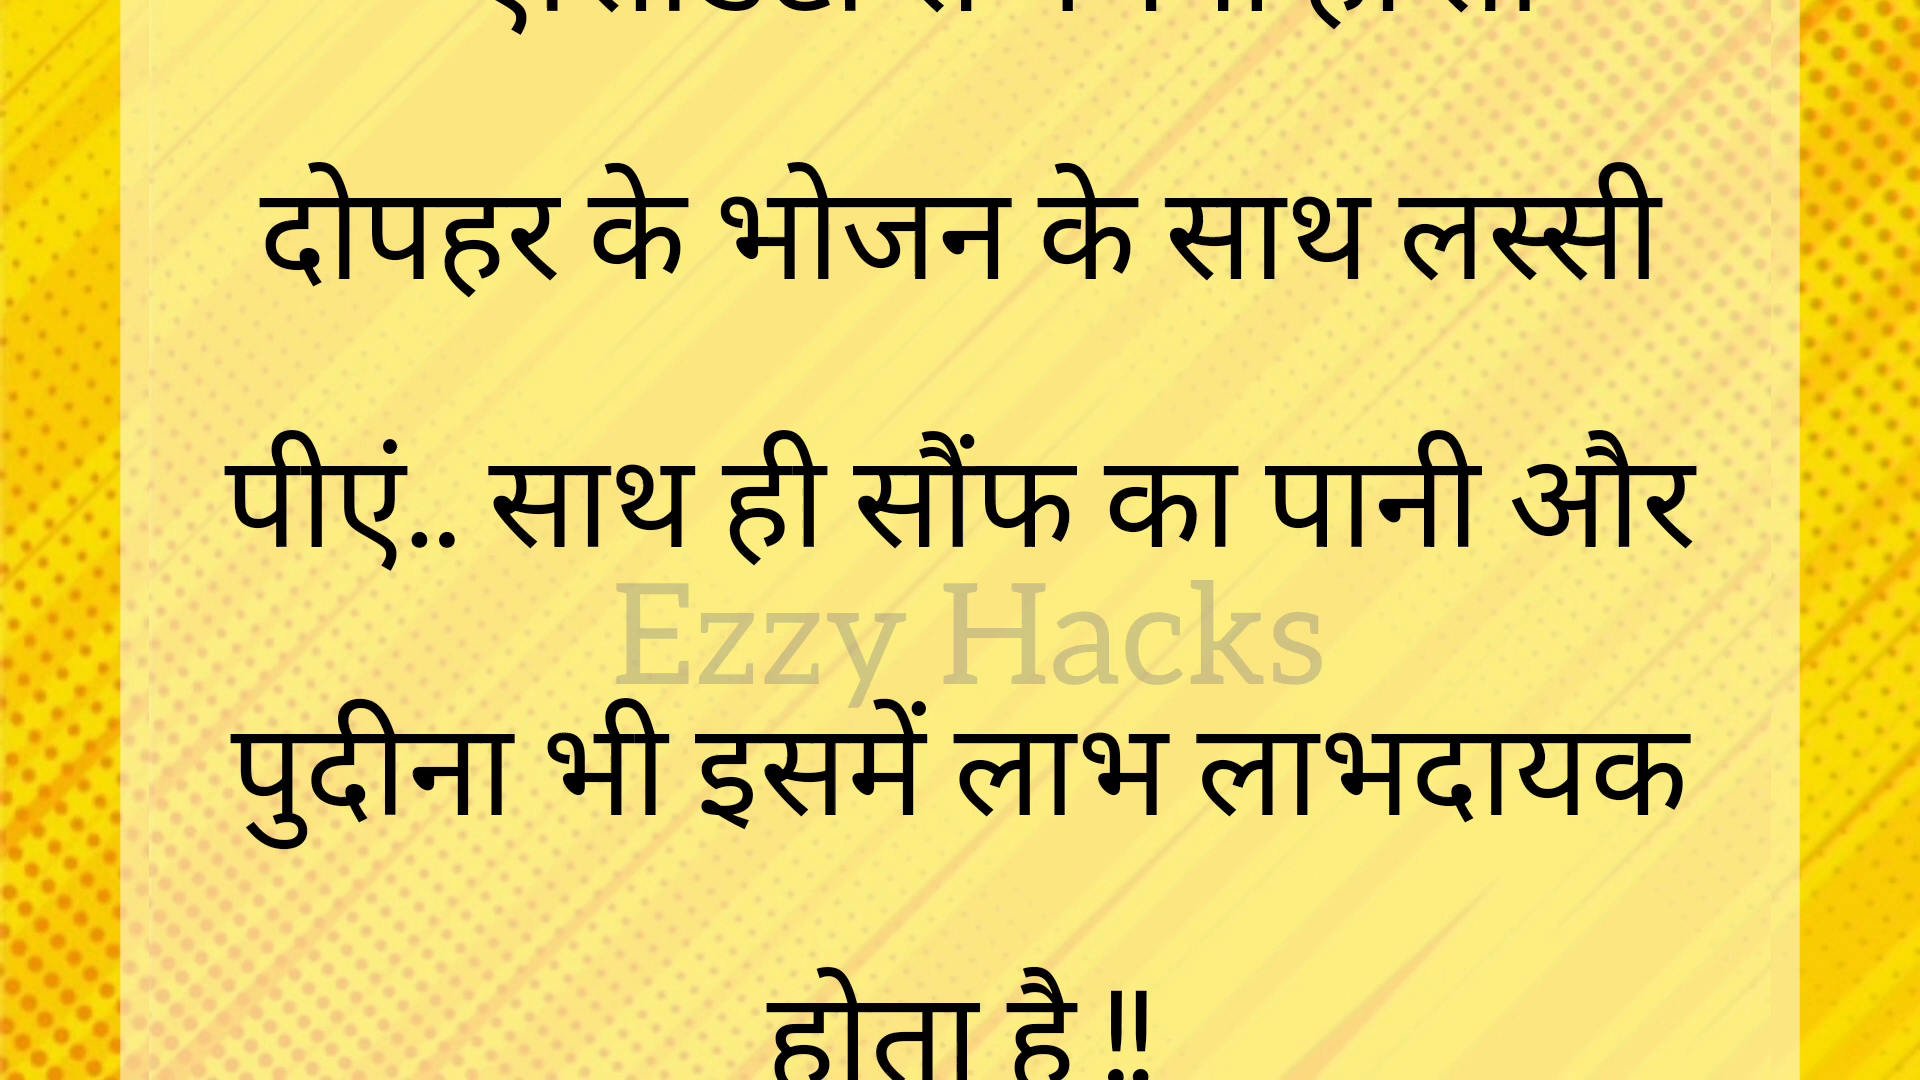 दोपहर के भोजन के साथ लस्सी
पीएं.. साथ ही सौंफ का पानी और
Ezzy Hacks
पुदीना भी इसमें लाभ लाभदायक
होता है !!